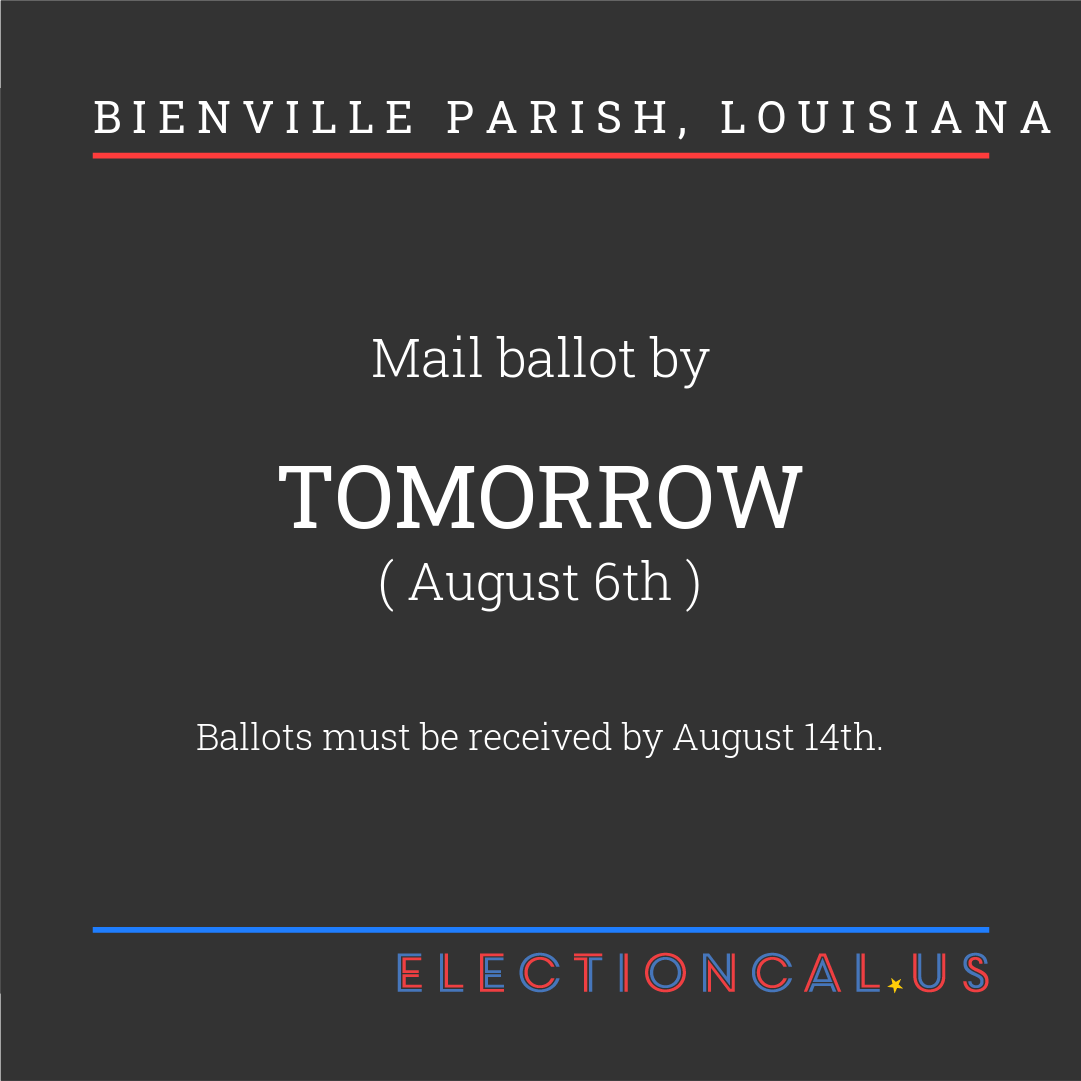 BIENVILLE PARISH, LOUISIANA
Mail ballot by
TOMORROW
( August 6th )
Ballots must be received by August 14th.
ELECTIONCAL.US